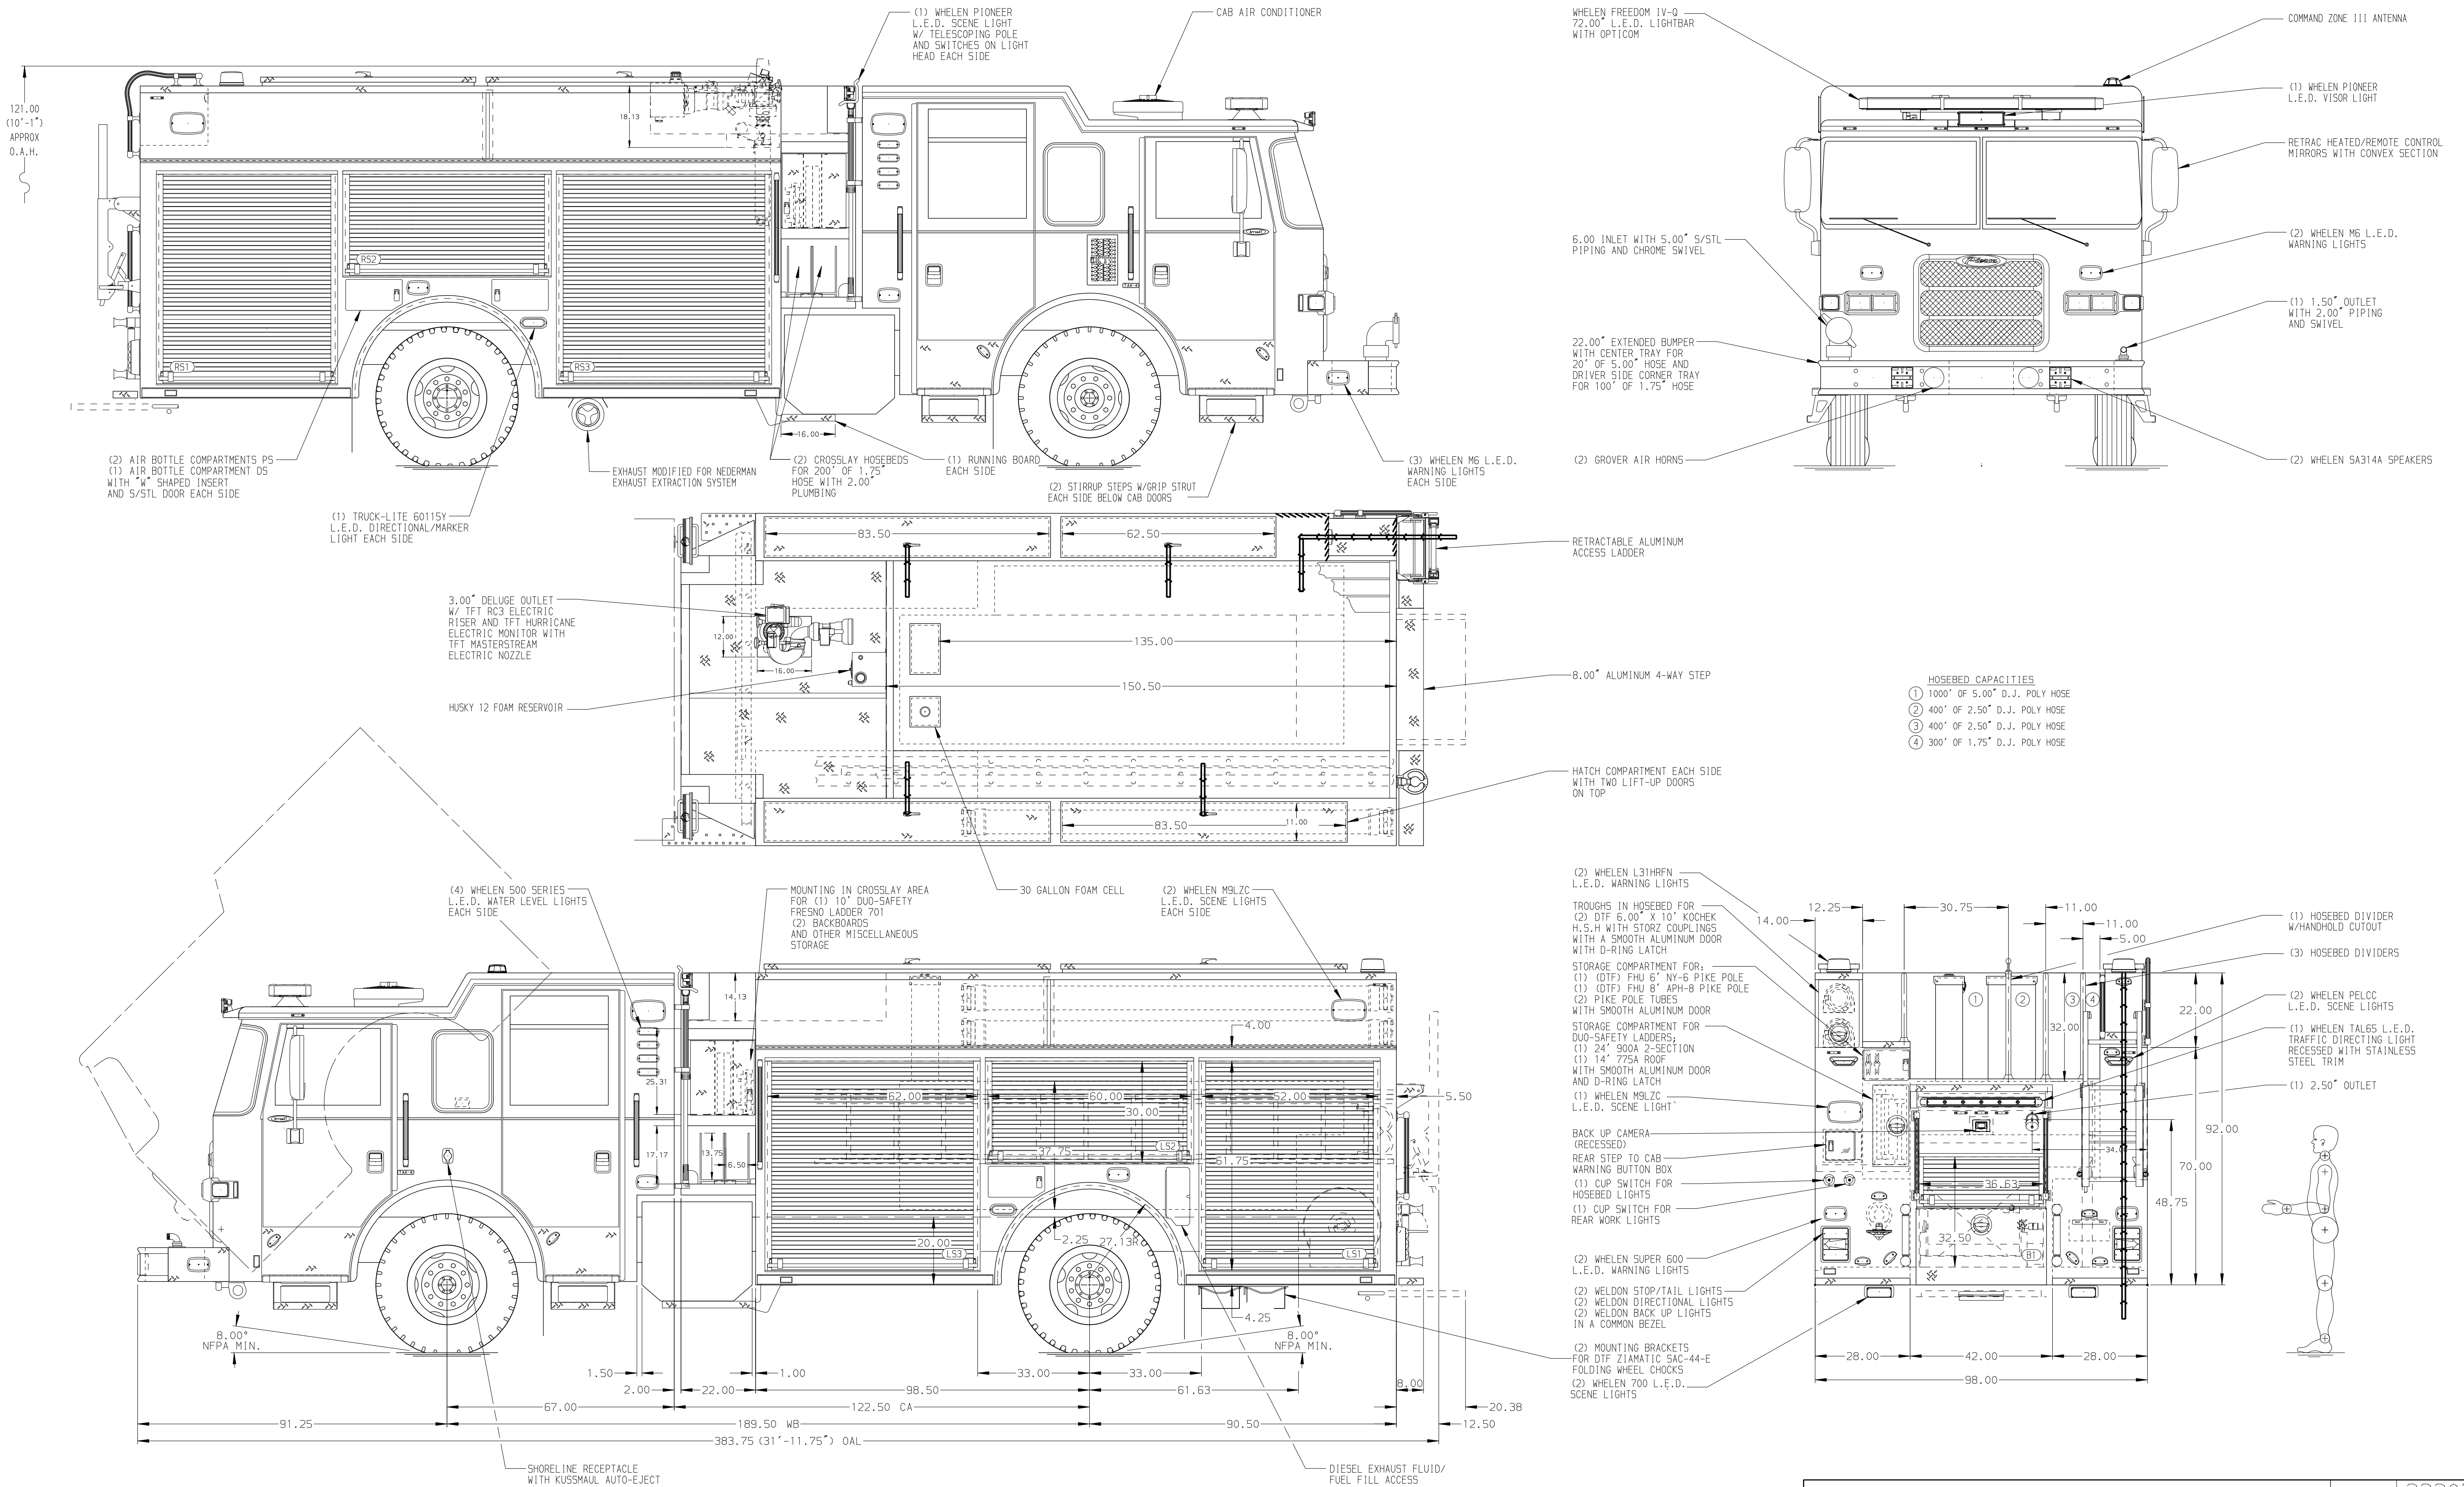 (1) WHELEN PIONEER
L.E.D. SCENE LIGHT
W/ TELESCOPING POLE
AND SWITCHES ON LIGHT
HEAD EACH SIDE
CAB AIR CONDITIONER
121.00
(10'-1")
APPROX
O.A.H.
18.13
RS2
RS1
RS3
TAK-4
16.00
(2) AIR BOTTLE COMPARTMENTS PS
(1) AIR BOTTLE COMPARTMENT DS
WITH "W" SHAPED INSERT
AND S/STL DOOR EACH SIDE
(1) TRUCK-LITE 60115Y
L.E.D. DIRECTIONAL/MARKER
LIGHT EACH SIDE
EXHAUST MODIFIED FOR NEDERMAN
EXHAUST EXTRACTION SYSTEM
(2) CROSSLAY HOSEBEDS
FOR 200' OF 1.75"
HOSE WITH 2.00"
PLUMBING
(1) RUNNING BOARD
EACH SIDE
(2) STIRRUP STEPS W/GRIP STRUT
EACH SIDE BELOW CAB DOORS
(3) WHELEN M6 L.E.D.
WARNING LIGHTS
EACH SIDE
WHELEN FREEDOM IV-Q
72.00" L.E.D. LIGHTBAR
WITH OPTICOM
6.00 INLET WITH 5.00" S/STL
PIPING AND CHROME SWIVEL
22.00" EXTENDED BUMPER
WITH CENTER TRAY FOR
20' OF 5.00" HOSE AND
DRIVER SIDE CORNER TRAY
FOR 100' OF 1.75" HOSE
(2) GROVER AIR HORNS
Pierce
COMMAND ZONE III ANTENNA
(1) WHELEN PIONEER
L.E.D. VISOR LIGHT
RETRAC HEATED/REMOTE CONTROL
MIRRORS WITH CONVEX SECTION
(2) WHELEN M6 L.E.D.
WARNING LIGHTS
(1) 1.50" OUTLET
WITH 2.00" PIPING
AND SWIVEL
(2) WHELEN SA314A SPEAKERS
3.00" DELUGE OUTLET
W/ TFT RC3 ELECTRIC
RISER AND TFT HURRICANE
ELECTRIC MONITOR WITH
TFT MASTERSTREAM
ELECTRIC NOZZLE
HUSKY 12 FOAM RESERVOIR
83.50
62.50
12.00
16.00
135.00
150.50
83.50
11.00
30 GALLON FOAM CELL
RETRACTABLE ALUMINUM
ACCESS LADDER
8.00" ALUMINUM 4-WAY STEP
HATCH COMPARTMENT EACH SIDE
WITH TWO LIFT-UP DOORS
ON TOP
HOSEBED CAPACITIES
1 1000' OF 5.00" D.J. POLY HOSE
2 400' OF 2.50" D.J. POLY HOSE
3 400' OF 2.50" D.J. POLY HOSE
4 300' OF 1.75" D.J. POLY HOSE
(4) WHELEN 500 SERIES
L.E.D. WATER LEVEL LIGHTS
EACH SIDE
MOUNTING IN CROSSLAY AREA
FOR (1) 10' DUO-SAFETY
FRESNO LADDER 701
(2) BACKBOARDS
AND OTHER MISCELLANEOUS
STORAGE
(2) WHELEN M9LZC
L.E.D. SCENE LIGHTS
EACH SIDE
14.13
4.00
25.31
62.00
60.00
52.00
5.50
30.00
17.17
13.75
6.50
37.75
LS2
61.75
TAK-4
20.00
2.25
27.13R
LS3
LS1
4.25
8.00°
NFPA MIN.
8.00°
NFPA MIN.
1.50
1.00
33.00
33.00
2.00
22.00
98.50
61.63
8.00
67.00
122.50 CA
20.38
91.25
189.50 WB
90.50
12.50
383.75 (31'-11.75") OAL
SHORELINE RECEPTACLE
WITH KUSSMAUL AUTO-EJECT
DIESEL EXHAUST FLUID/
FUEL FILL ACCESS
(2) WHELEN L31HRFN
L.E.D. WARNING LIGHTS
TROUGHS IN HOSEBED FOR
(2) DTF 6.00" X 10' KOCHEK
H.S.H WITH STORZ COUPLINGS
WITH A SMOOTH ALUMINUM DOOR
WITH D-RING LATCH
STORAGE COMPARTMENT FOR:
(1) (DTF) FHU 6' NY-6 PIKE POLE
(1) (DTF) FHU 8' APH-8 PIKE POLE
(2) PIKE POLE TUBES
WITH SMOOTH ALUMINUM DOOR
STORAGE COMPARTMENT FOR
DUO-SAFETY LADDERS;
(1) 24' 900A 2-SECTION
(1) 14' 775A ROOF
WITH SMOOTH ALUMINUM DOOR
AND D-RING LATCH
(1) WHELEN M9LZC
L.E.D. SCENE LIGHT
BACK UP CAMERA
(RECESSED)
REAR STEP TO CAB
WARNING BUTTON BOX
(1) CUP SWITCH FOR
HOSEBED LIGHTS
(1) CUP SWITCH FOR
REAR WORK LIGHTS
(2) WHELEN SUPER 600
L.E.D. WARNING LIGHTS
(2) WELDON STOP/TAIL LIGHTS
(2) WELDON DIRECTIONAL LIGHTS
(2) WELDON BACK UP LIGHTS
IN A COMMON BEZEL
(2) MOUNTING BRACKETS
FOR DTF ZIAMATIC SAC-44-E
FOLDING WHEEL CHOCKS
(2) WHELEN 700 L.E.D.
SCENE LIGHTS
12.25
30.75
11.00
14.00
11.00
5.00
1
2
3
4
22.00
32.00
92.00
70.00
34.00
36.63
48.75
32.50
B1
28.00
42.00
28.00
98.00
(1) HOSEBED DIVIDER
W/HANDHOLD CUTOUT
(3) HOSEBED DIVIDERS
(2) WHELEN PELCC
L.E.D. SCENE LIGHTS
(1) WHELEN TAL65 L.E.D.
TRAFFIC DIRECTING LIGHT
RECESSED WITH STAINLESS
STEEL TRIM
(1) 2.50" OUTLET